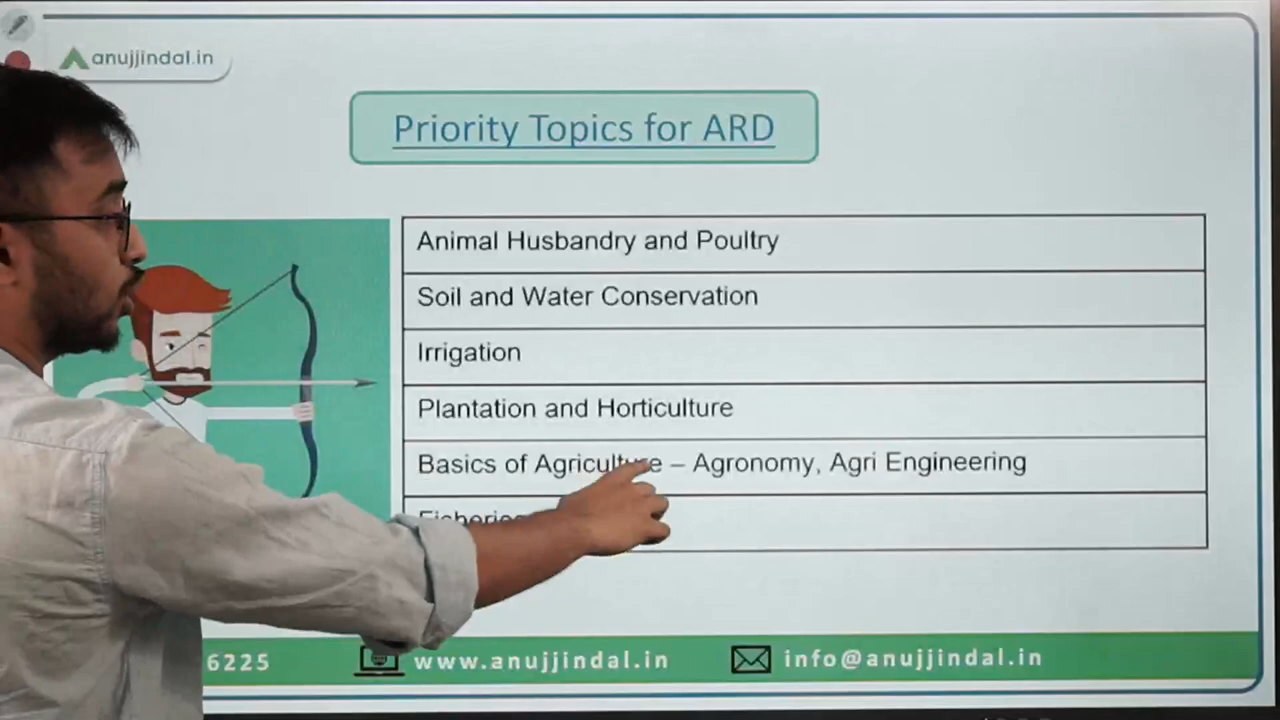 anujjindal.in
Priority Topics for ARD
Animal Husbandry and Poultry
Soil and Water Conservation
Irrigation
Plantation and Horticulture
Basics of Agriculture – Agronomy, Agri Engineering
Fisheries
6225
www.anujjindal.in
info@anujjindal.in